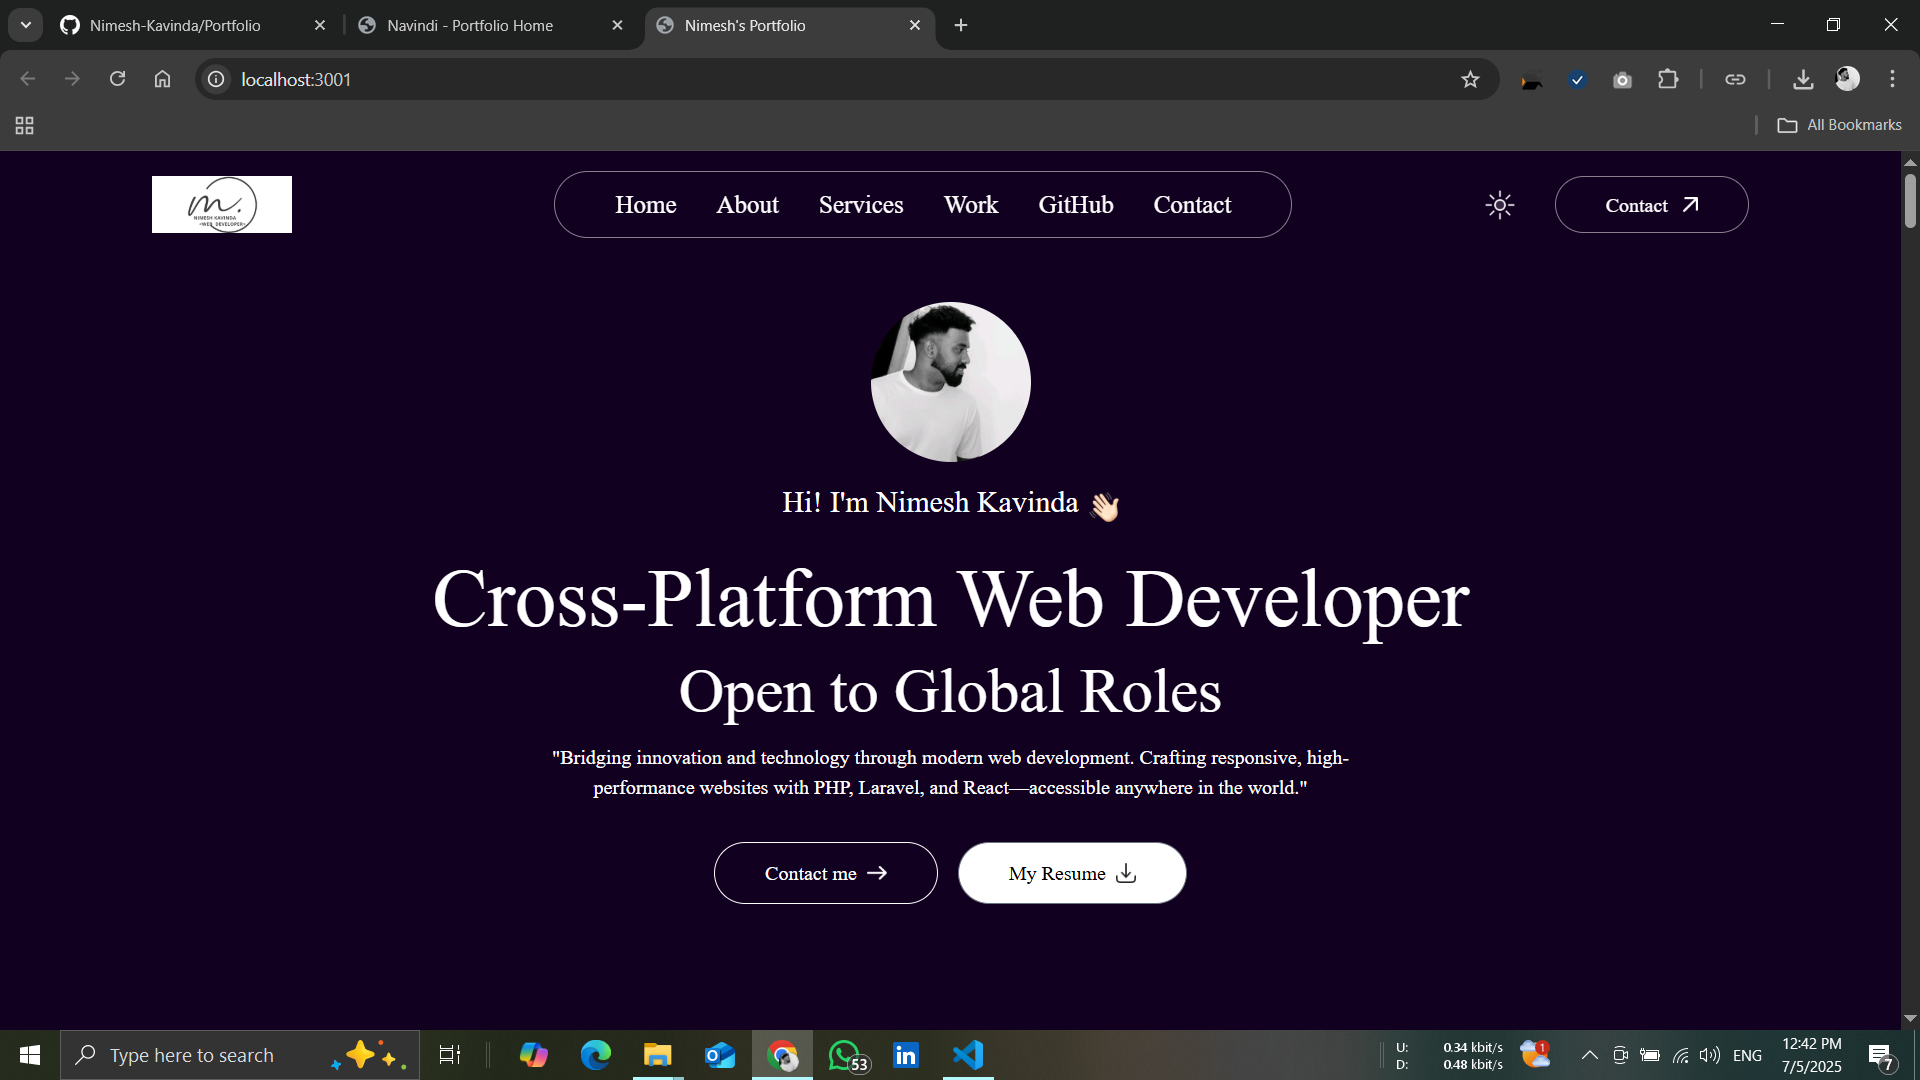 Nimesh-Kavinda/Portfolio
Navindi - Portfolio Home
Nimesh's Portfolio
localhost:3001
All Bookmarks
m.
NIMESH KAVINDA
<WEB DEVELOPER>
Home About Services Work GitHub Contact
Contact
Hi! I'm Nimesh Kavinda 👋🏻
Cross-Platform Web Developer
Open to Global Roles
"Bridging innovation and technology through modern web development. Crafting responsive, high-
performance websites with PHP, Laravel, and React—accessible anywhere in the world."
Contact me
My Resume
Type here to search
53
U: 0.34 kbit/s
D: 0.48 kbit/s
1
ENG
12:42 PM
7/5/2025
7